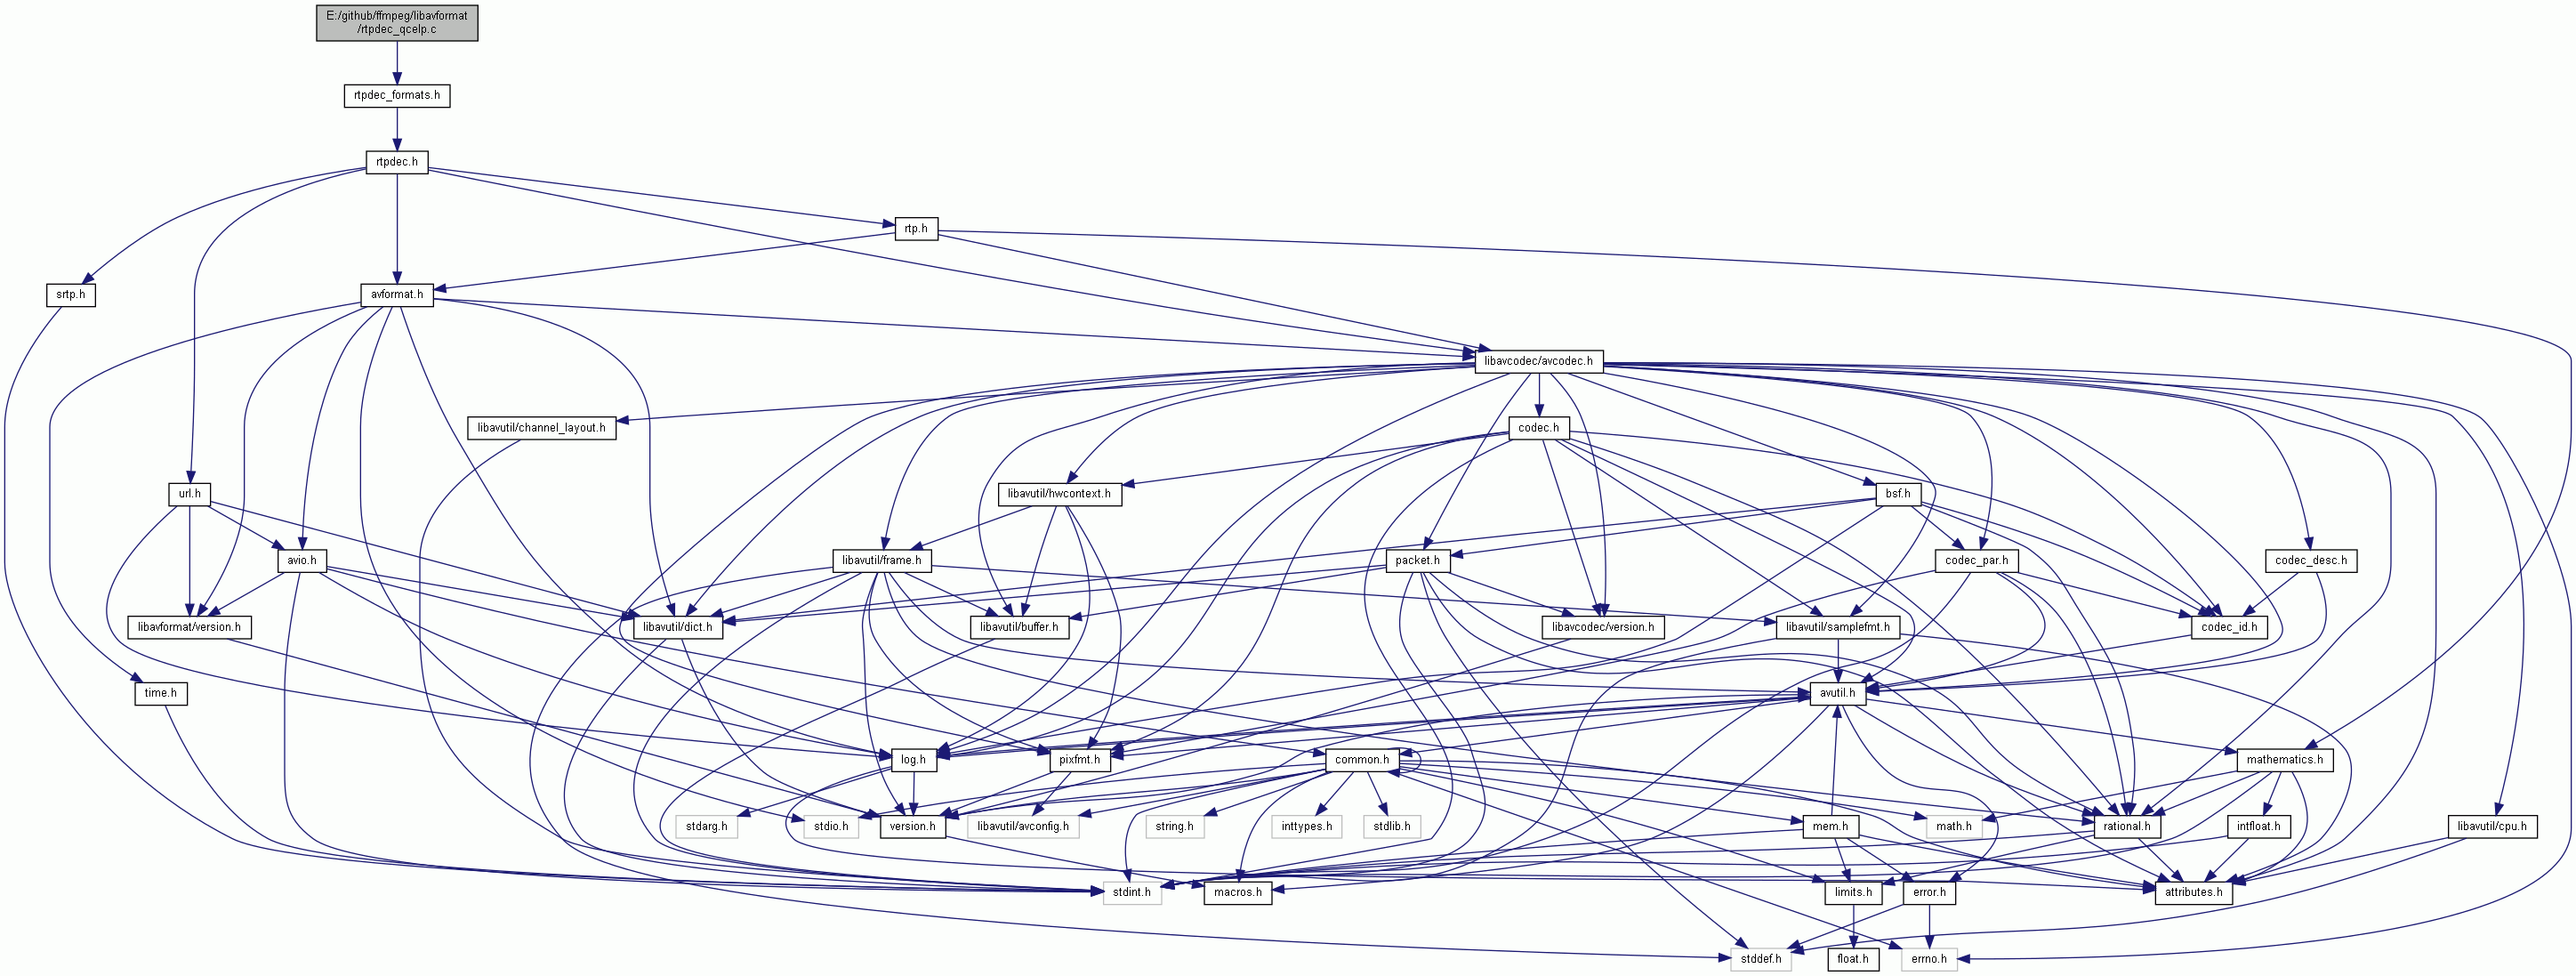 E:/github/ffmpeg/libavformat
/rtpdec_qcelp.c
rtpdec_formats.h
rtpdec.h
rtp.h
srtp.h
avformat.h
libavcodec/avcodec.h
libavutil/channel_layout.h
codec.h
url.h
libavutil/hwcontext.h
bsf.h
avio.h
libavutil/frame.h
packet.h
codec_par.h
codec_desc.h
libavformat/version.h
libavutil/dict.h
libavutil/buffer.h
libavcodec/version.h
libavutil/samplefmt.h
codec_id.h
time.h
avutil.h
log.h
pixfmt.h
common.h
mathematics.h
stdarg.h
stdio.h
version.h
libavutil/avconfig.h
string.h
inttypes.h
stdlib.h
mem.h
math.h
rational.h
intfloat.h
libavutil/cpu.h
stdint.h
macros.h
limits.h
error.h
attributes.h
stddef.h
float.h
errno.h